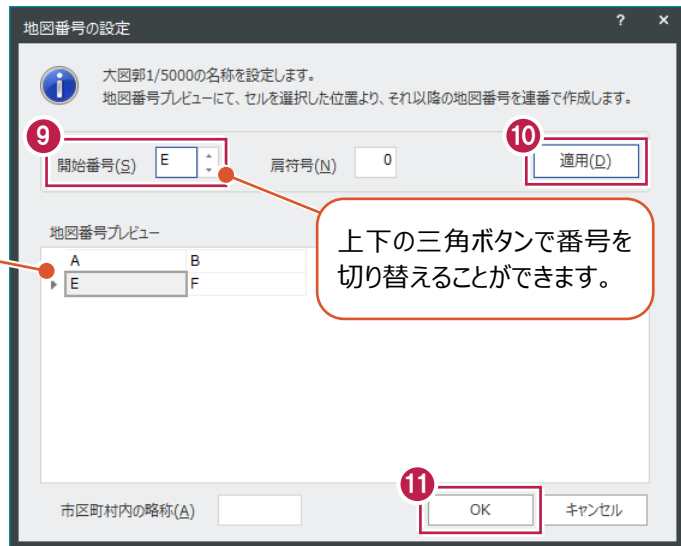 地図番号の設定 ? ×
大図郭1/5000の名称を設定します。
地図番号プレビューにて、セルを選択した位置より、それ以降の地図番号を連番で作成します。
9 10
開始番号(S) E 肩符号(N) 0 適用(D)
地図番号プレビュー
上下の三角ボタンで番号を
切り替えることができます。
A B
E F
11
市区町村内の略称(A) OK キャンセル